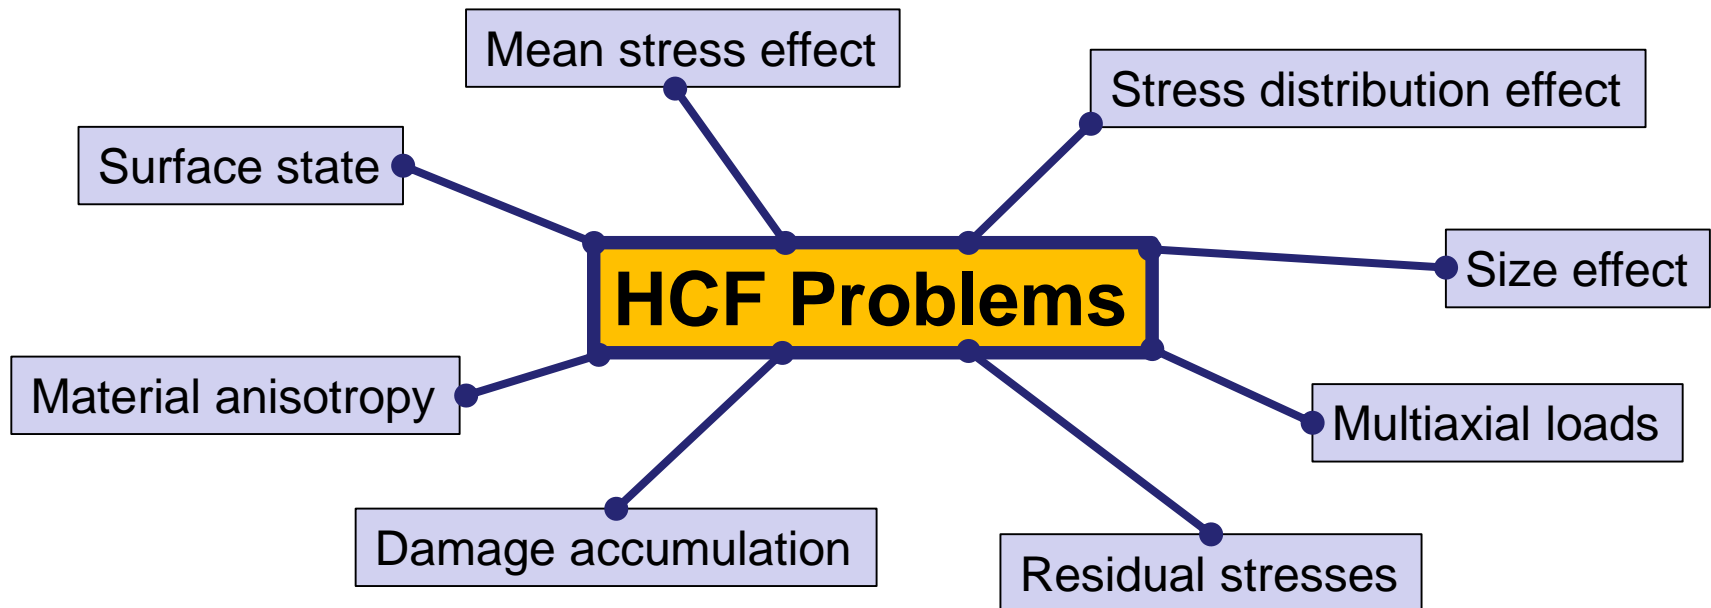 Mean stress effect
Stress distribution effect
Surface state
Size effect
HCF Problems
Material anisotropy
Multiaxial loads
Damage accumulation
Residual stresses